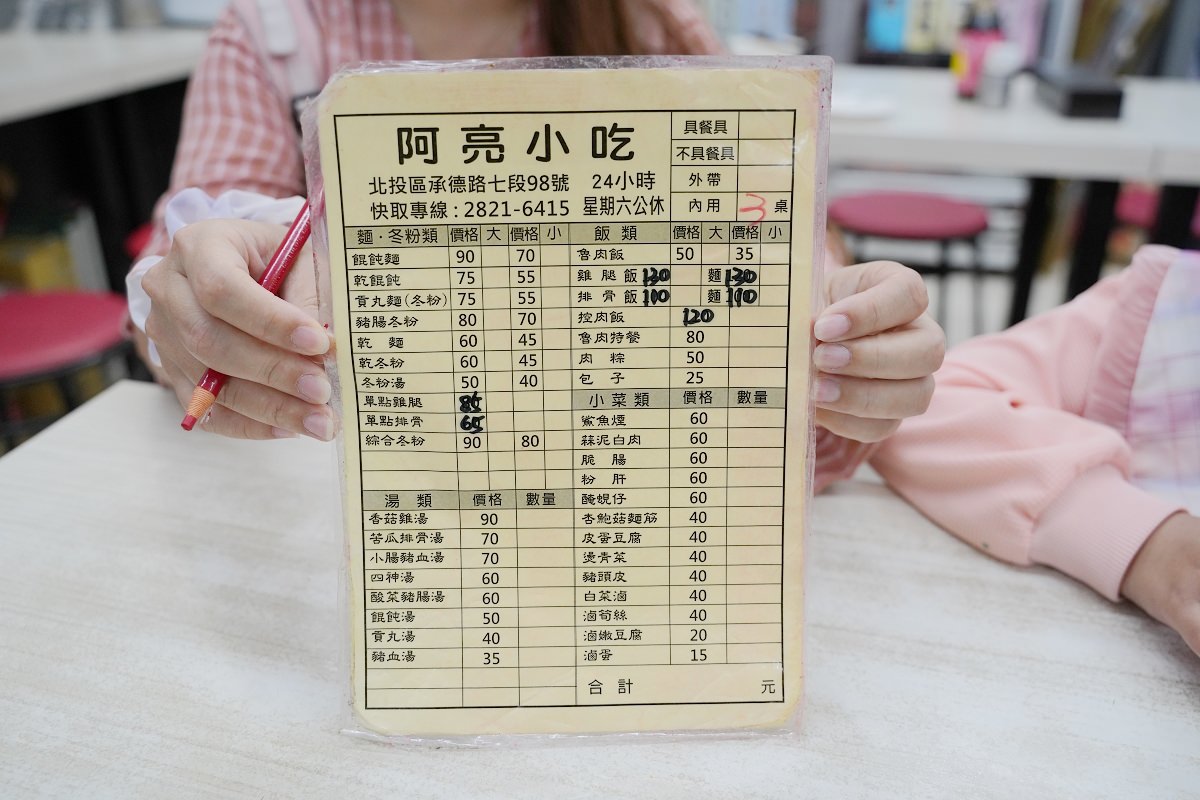 阿亮小吃
北投區承德路七段98號 24小時
快取專線：2821-6415 星期六公休
具餐具
不具餐具
外帶
內用 3 桌
麵・冬粉類 價格 大 價格 小
餛飩麵 90 70
乾餛飩 75 55
貢丸麵(冬粉) 75 55
豬腸冬粉 80 70
乾 麵 60 45
乾冬粉 60 45
冬粉湯 50 40
單點雞腿 85
單點排骨 65
綜合冬粉 90 80
湯 類 價格 數量
香菇雞湯 90
苦瓜排骨湯 70
小腸豬血湯 70
四神湯 60
酸菜豬腸湯 60
餛飩湯 50
貢丸湯 40
豬血湯 35
飯 類 價格 大 價格 小
魯肉飯 50 35
雞腿飯 130 麵 130
排骨飯 110 麵 110
控肉飯 120
魯肉特餐 80
肉 粽 50
包 子 25
小菜類 價格 數量
鯊魚煙 60
蒜泥白肉 60
脆 腸 60
粉 肝 60
醃蜆仔 60
杏鮑菇麵筋 40
皮蛋豆腐 40
燙青菜 40
豬頭皮 40
白菜滷 40
滷筍絲 40
滷嫩豆腐 20
滷蛋 15
合 計 元